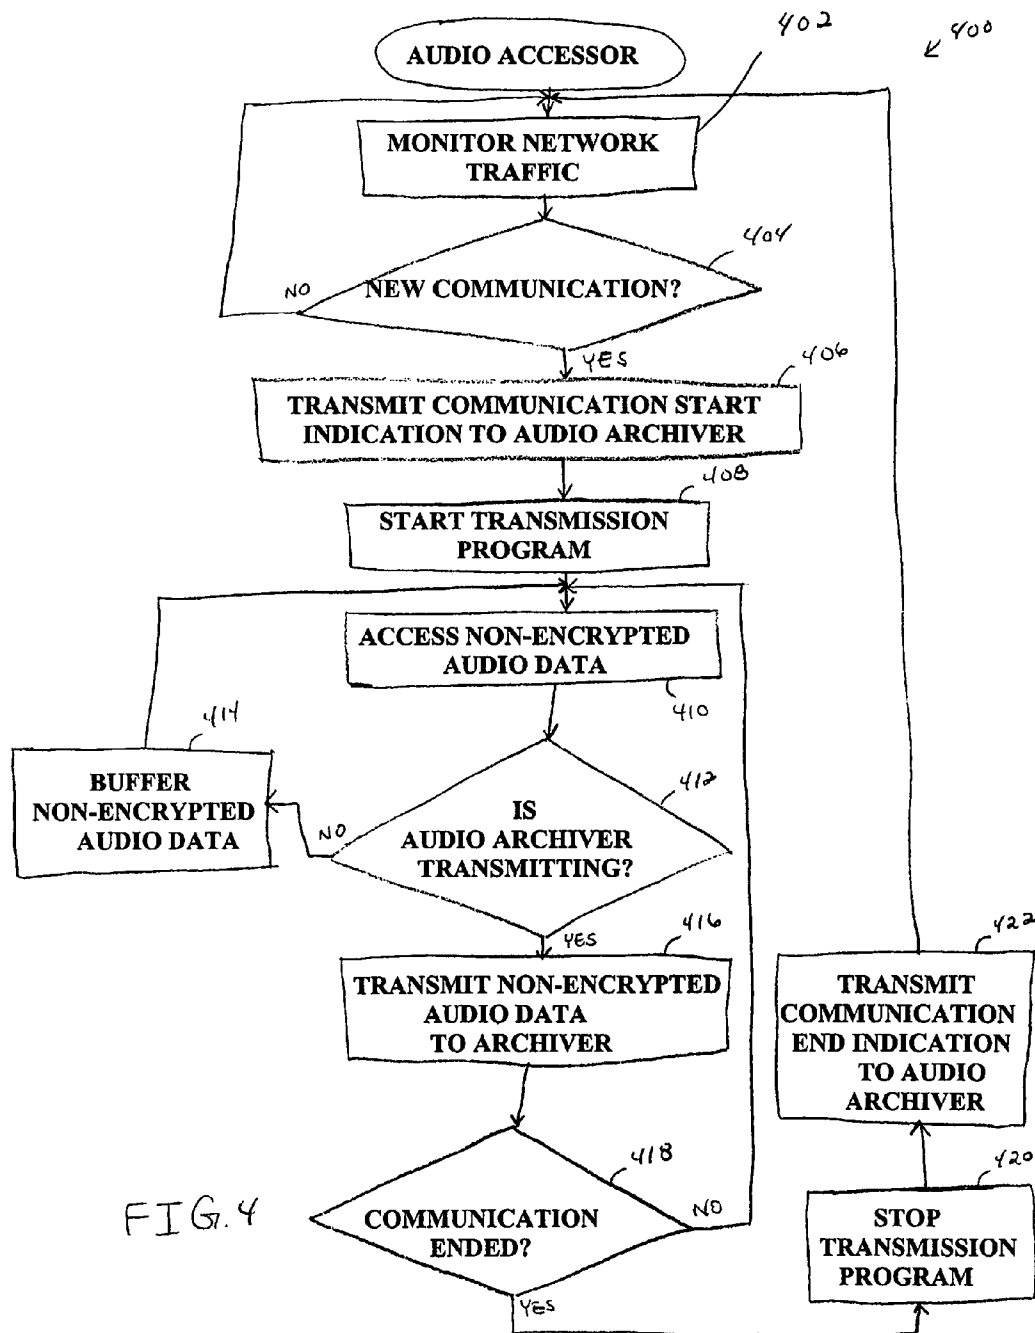 402
400
AUDIO ACCESSOR
MONITOR NETWORK
TRAFFIC
404
NEW COMMUNICATION?
NO
YES
406
TRANSMIT COMMUNICATION START
INDICATION TO AUDIO ARCHIVER
408
START TRANSMISSION
PROGRAM
ACCESS NON-ENCRYPTED
AUDIO DATA
410
414
BUFFER
NON-ENCRYPTED
AUDIO DATA
412
IS
AUDIO ARCHIVER
TRANSMITTING?
NO
YES
416
TRANSMIT NON-ENCRYPTED
AUDIO DATA
TO ARCHIVER
418
COMMUNICATION
ENDED?
NO
YES
420
STOP
TRANSMISSION
PROGRAM
422
TRANSMIT
COMMUNICATION
END INDICATION
TO AUDIO
ARCHIVER
FIG. 4